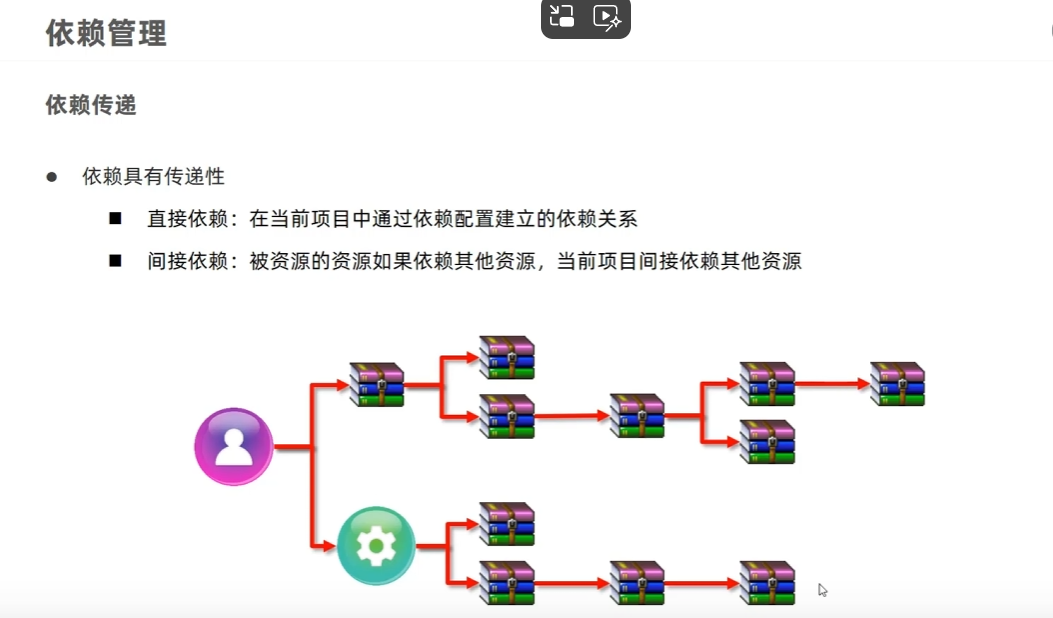 依赖管理
依赖传递
● 依赖具有传递性
■ 直接依赖：在当前项目中通过依赖配置建立的依赖关系
■ 间接依赖：被资源的资源如果依赖其他资源，当前项目间接依赖其他资源